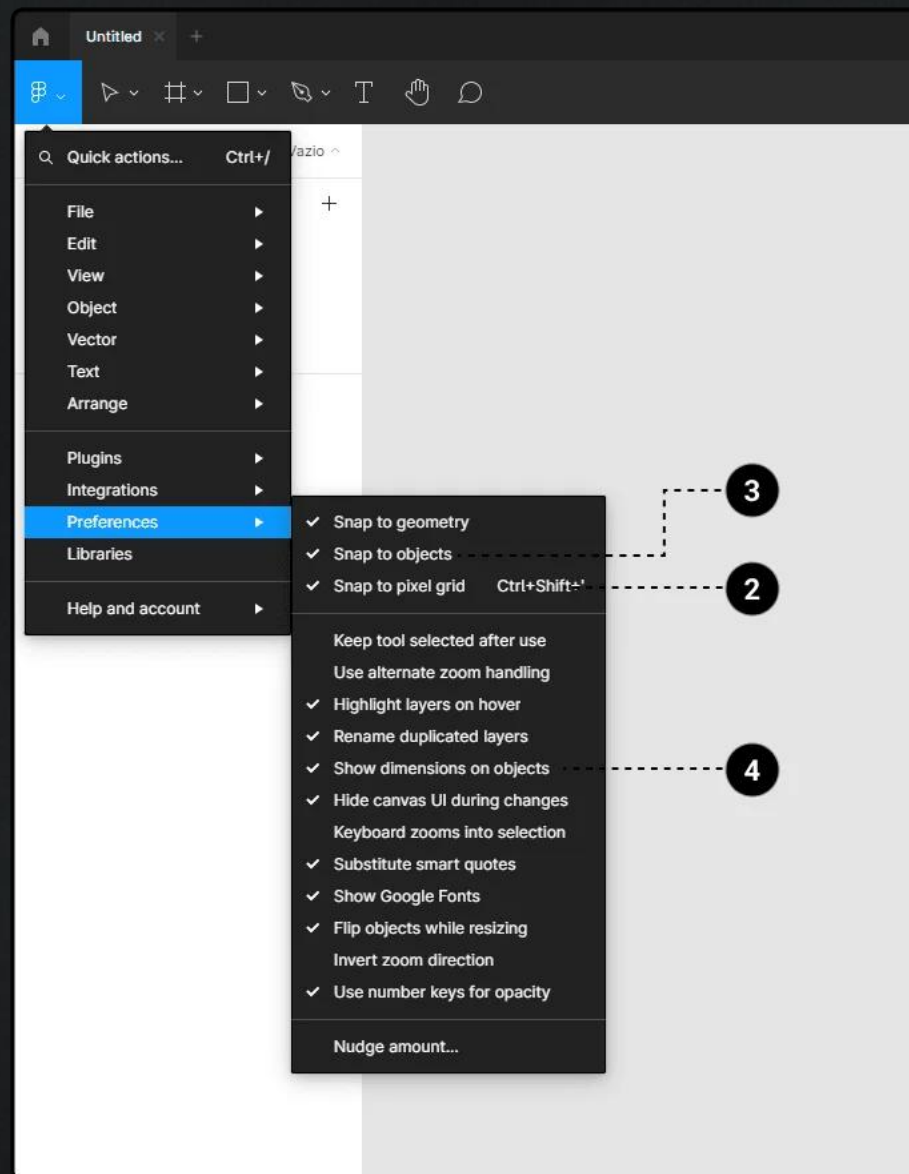 Untitled
Quick actions... Ctrl+/
Vazio
File
Edit
View
Object
Vector
Text
Arrange
Plugins
Integrations
Preferences
Libraries
Help and account
Snap to geometry
Snap to objects
Snap to pixel grid Ctrl+Shift+'
Keep tool selected after use
Use alternate zoom handling
Highlight layers on hover
Rename duplicated layers
Show dimensions on objects
Hide canvas UI during changes
Keyboard zooms into selection
Substitute smart quotes
Show Google Fonts
Flip objects while resizing
Invert zoom direction
Use number keys for opacity
Nudge amount...
3
2
4